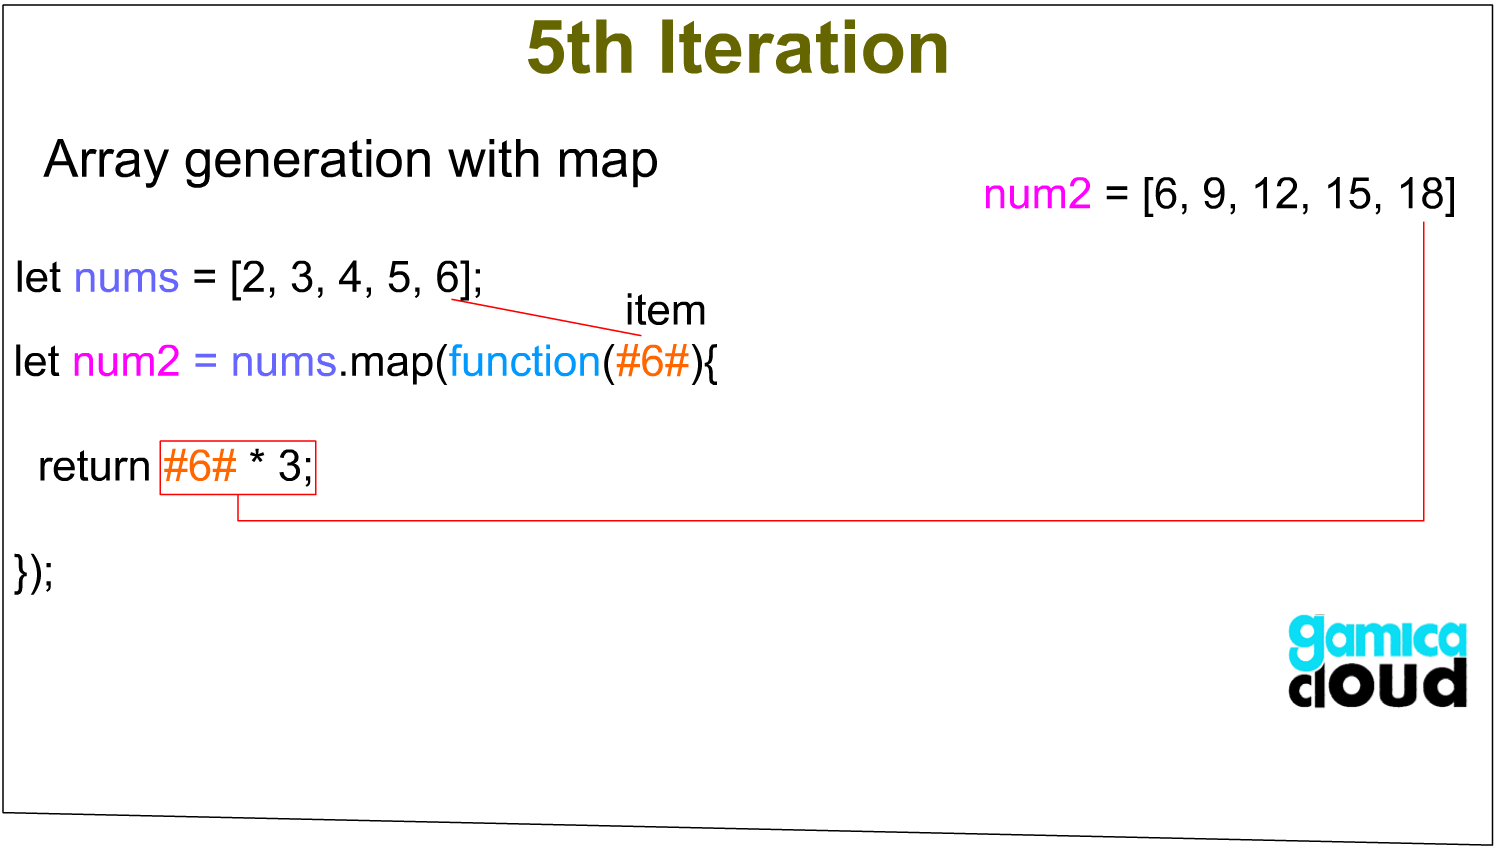 5th Iteration
Array generation with map
num2 = [6, 9, 12, 15, 18]
let nums = [2, 3, 4, 5, 6];
item
let num2 = nums.map(function(#6#){
return #6# * 3;
});
gamica
cloud